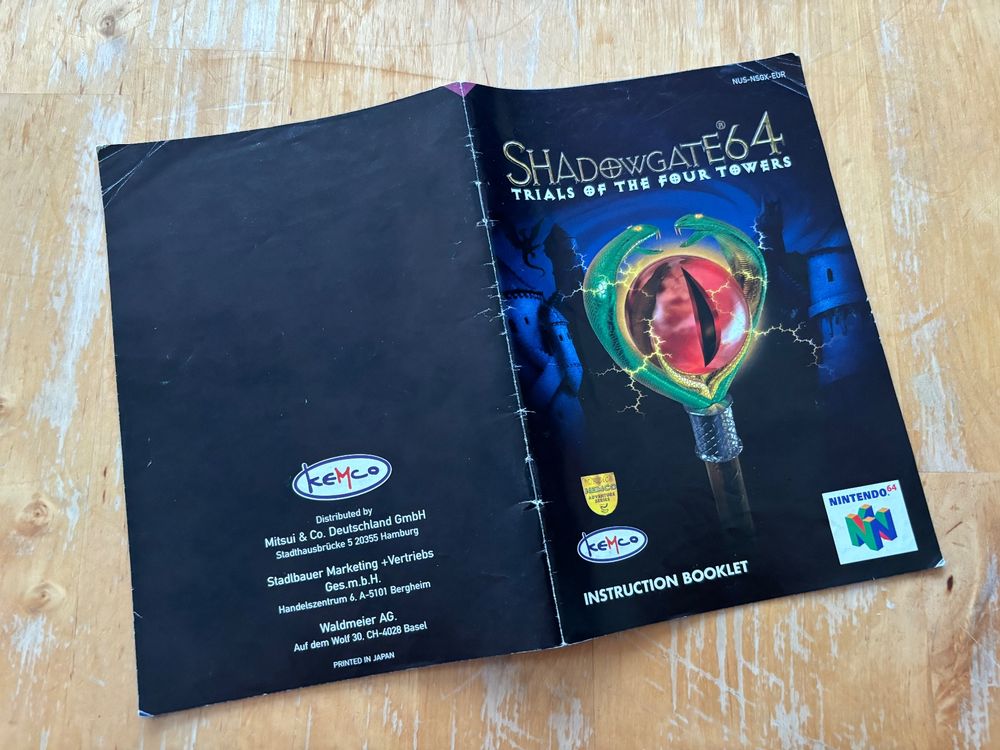 KEMCO
Distributed by
Mitsui & Co. Deutschland GmbH
Stadthausbrücke 5 20355 Hamburg
Stadlbauer Marketing +Vertriebs
Ges.m.b.H.
Handelszentrum 6, A-5101 Bergheim
Waldmeier AG.
Auf dem Wolf 30, CH-4028 Basel
PRINTED IN JAPAN
NUS-NSGX-EUR
SHADOWGATE® 64
TRIALS OF THE FOUR TOWERS
KEMCO
ADVENTURE
SERIES
KEMCO
INSTRUCTION BOOKLET
NINTENDO 64